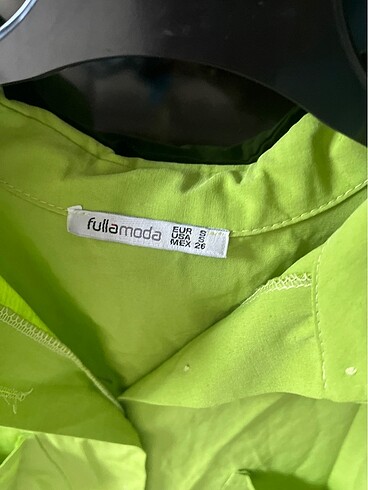 fullamoda
EUR S
USA S
MEX 26